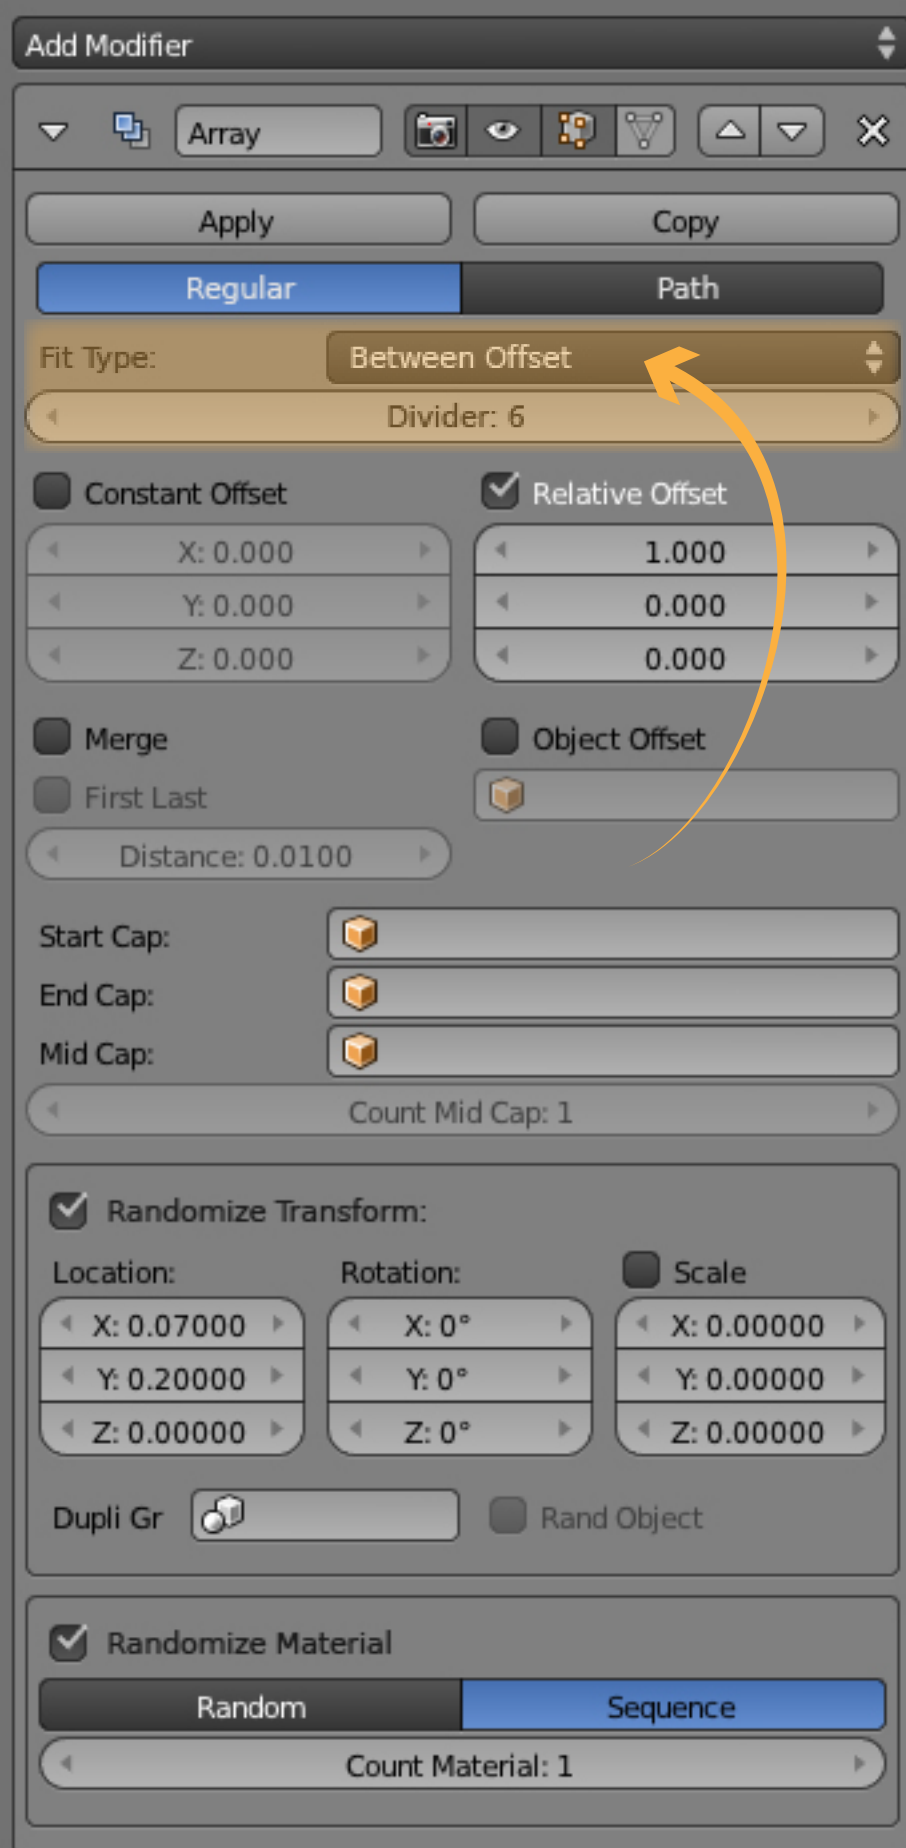 Add Modifier
Array
Apply Copy
Regular Path
Fit Type: Between Offset
Divider: 6
Constant Offset Relative Offset
X: 0.000 1.000
Y: 0.000 0.000
Z: 0.000 0.000
Merge Object Offset
First Last
Distance: 0.0100
Start Cap:
End Cap:
Mid Cap:
Count Mid Cap: 1
Randomize Transform:
Location: Rotation: Scale
X: 0.07000 X: 0° X: 0.00000
Y: 0.20000 Y: 0° Y: 0.00000
Z: 0.00000 Z: 0° Z: 0.00000
Dupli Gr Rand Object
Randomize Material
Random Sequence
Count Material: 1